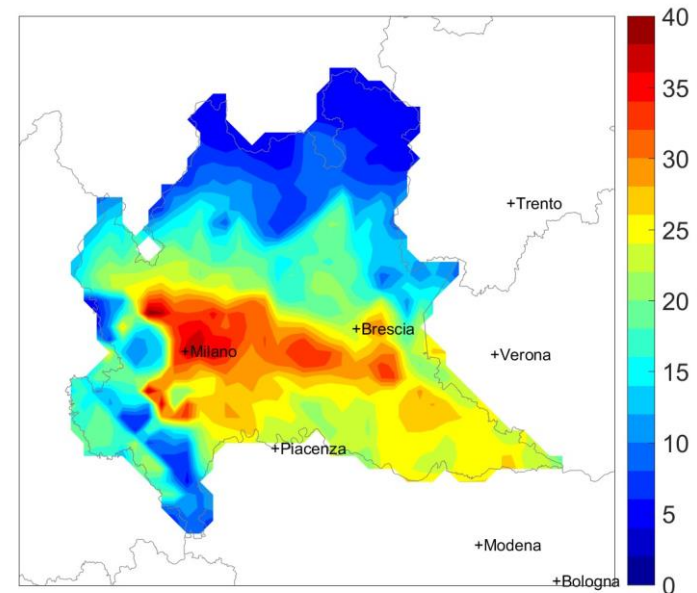 40
35
30
+Trento
25
20
+Brescia
+Milano
+Verona
15
10
+Piacenza
5
+Modena
+Bologna
0